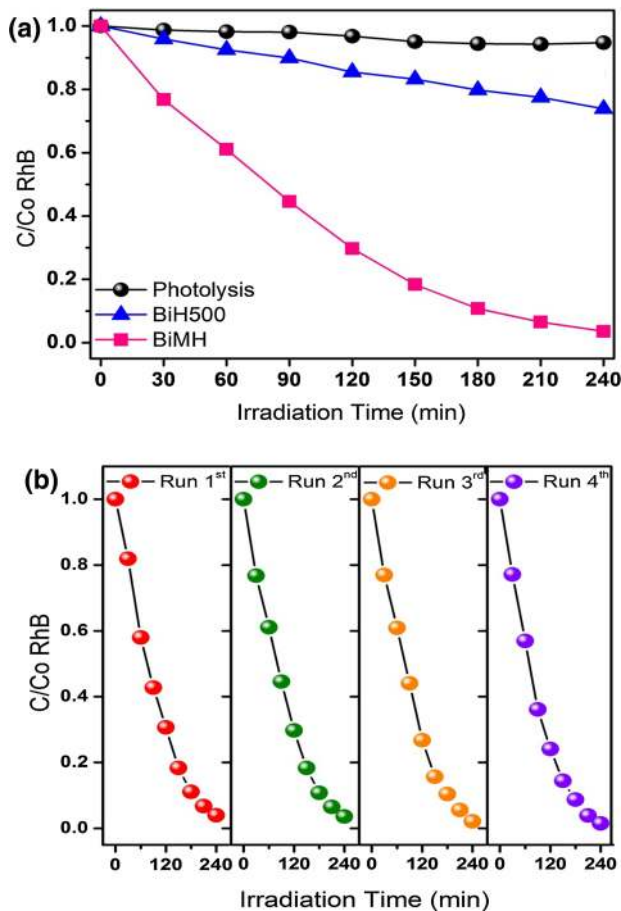 (a)
1.0
0.8
0.6
0.4
0.2
0.0
C/Co RhB
Photolysis
BiH500
BiMH
0 30 60 90 120 150 180 210 240
Irradiation Time (min)
(b)
Run 1st Run 2nd Run 3rd Run 4th
1.0
0.8
0.6
0.4
0.2
0.0
C/Co RhB
0 120 240 0 120 240 0 120 240 0 120 240
Irradiation Time (min)